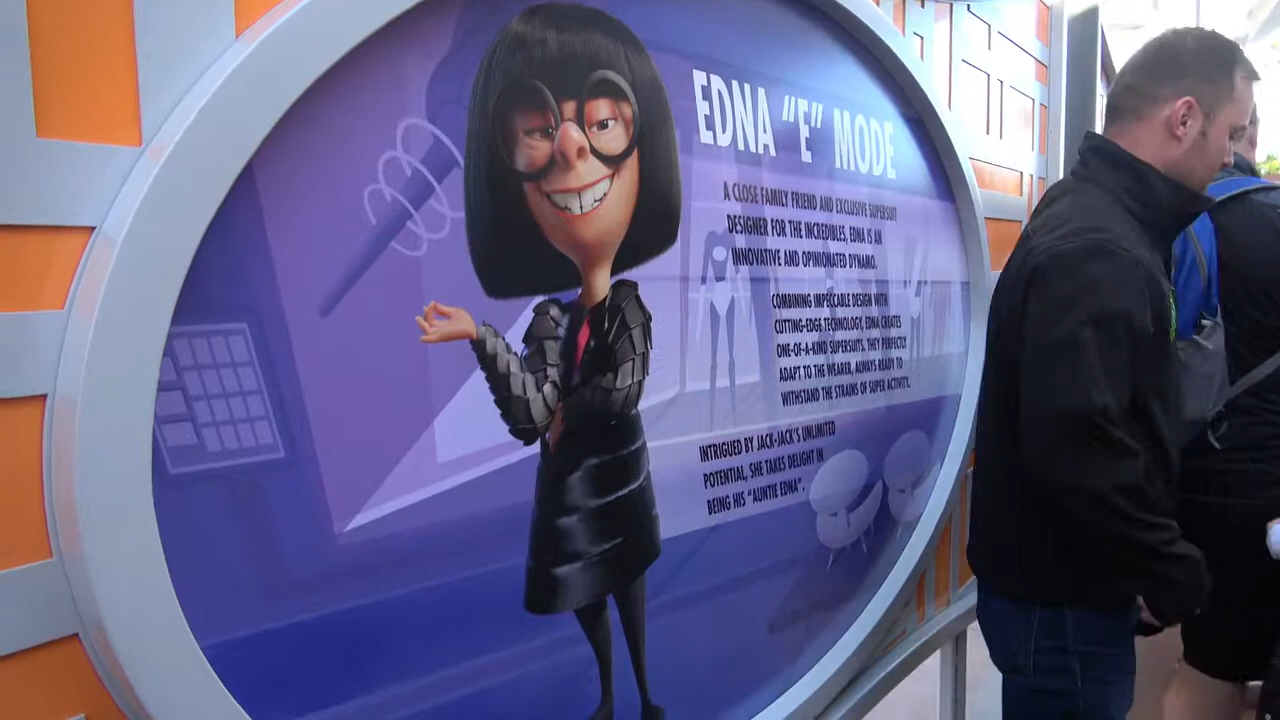 EDNA "E" MODE
A CLOSE FAMILY FRIEND AND EXCLUSIVE SUPERSUIT
DESIGNER FOR THE INCREDIBLES, EDNA IS AN
INNOVATIVE AND OPINIONATED DYNAMO.
COMBINING IMPECCABLE DESIGN WITH
CUTTING-EDGE TECHNOLOGY, EDNA CREATES
ONE-OF-A-KIND SUPERSUITS. THEY PERFECTLY
ADAPT TO THE WEARER, ALWAYS READY TO
WITHSTAND THE STRAINS OF SUPER ACTIVITY.
INTRIGUED BY JACK-JACK'S UNLIMITED
POTENTIAL, SHE TAKES DELIGHT IN
BEING HIS "AUNTIE EDNA".